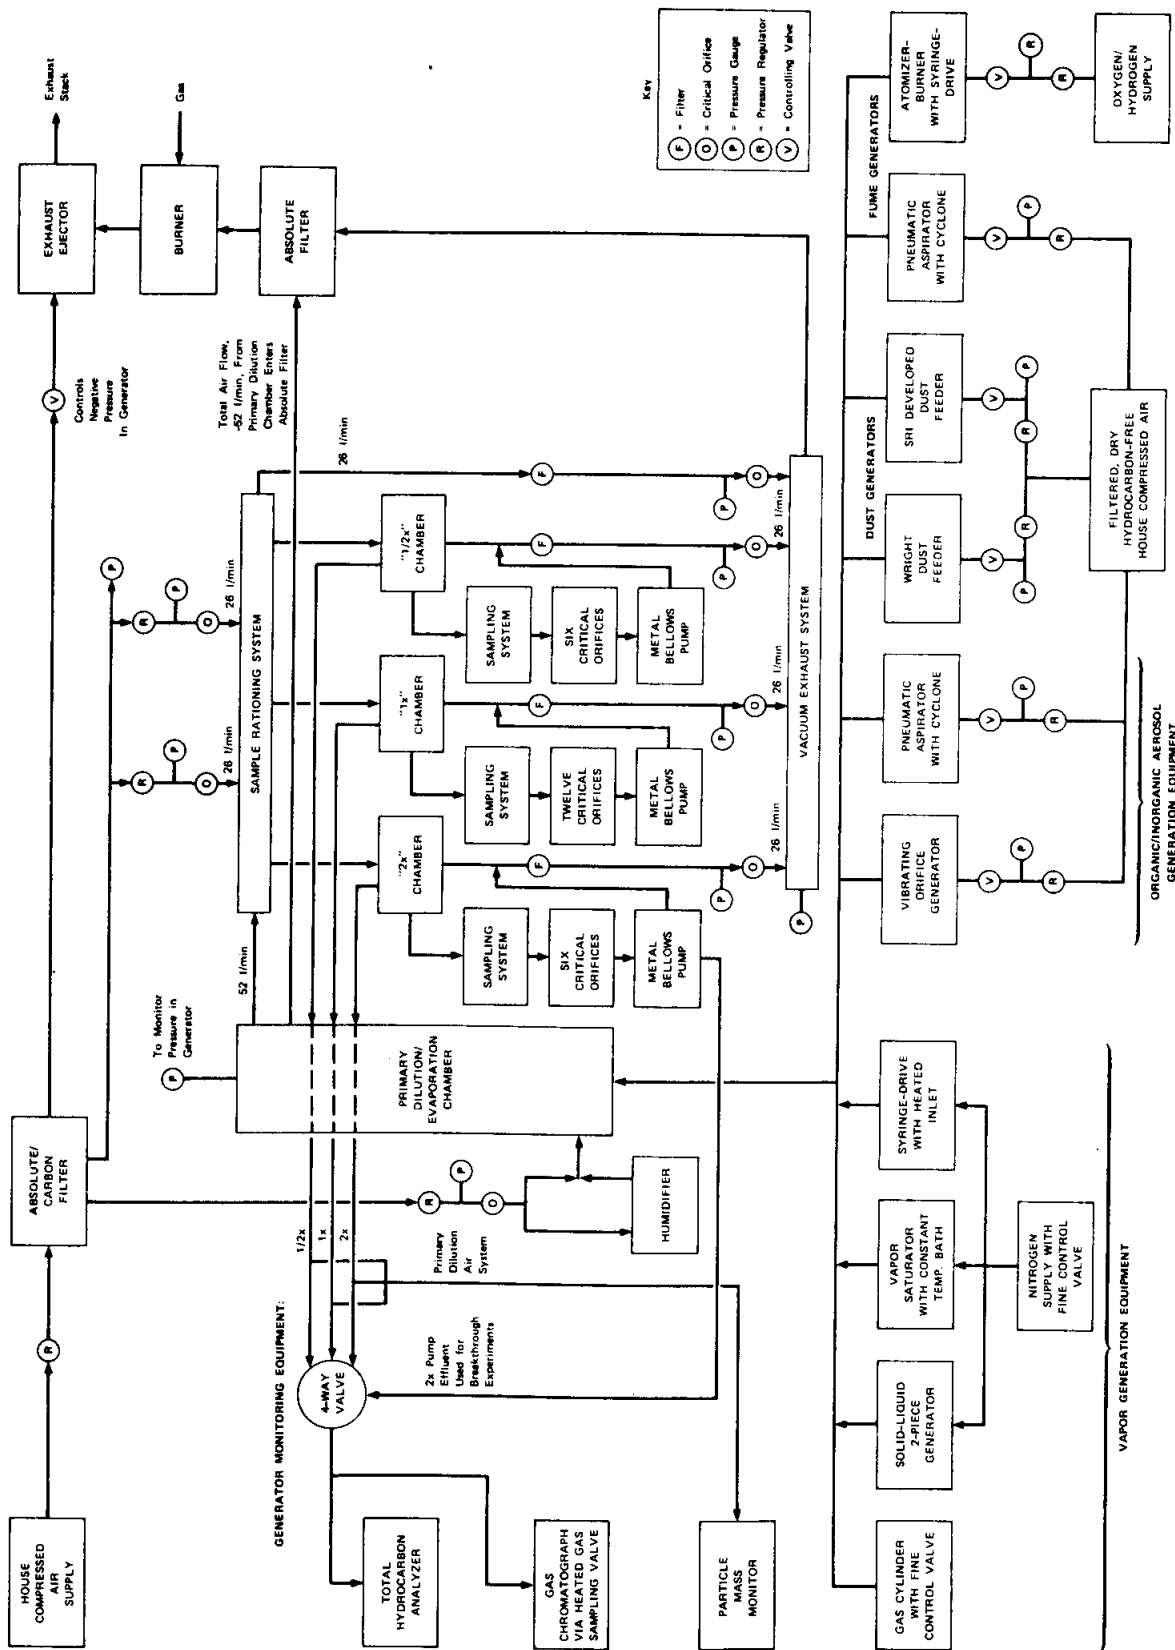 HOUSE
COMPRESSED
AIR
SUPPLY
R
ABSOLUTE/
CARBON
FILTER
V
Controls
Negative
Pressure
In Generator
EXHAUST
EJECTOR
Exhaust
Stack
BURNER
Gas
ABSOLUTE
FILTER
Total Air Flow,
~52 l/min, From
Primary Dilution
Chamber Enters
Absolute Filter
P
R
P
O
26 l/min
R
P
O
26 l/min
SAMPLE RATIONING SYSTEM
52 l/min
26 l/min
P
To Monitor
Pressure in
Generator
PRIMARY
DILUTION/
EVAPORATION
CHAMBER
R
P
O
Primary
Dilution
Air
System
HUMIDIFIER
GENERATOR MONITORING EQUIPMENT:
1/2x
1x
2x
4-WAY
VALVE
2x Pump
Effluent
Used for
Breakthrough
Experiments
TOTAL
HYDROCARBON
ANALYZER
GAS
CHROMATOGRAPH
VIA HEATED GAS
SAMPLING VALVE
PARTICLE
MASS
MONITOR
"2x"
CHAMBER
SAMPLING
SYSTEM
SIX
CRITICAL
ORIFICES
METAL
BELLOWS
PUMP
F
P
O
26 l/min
"1x"
CHAMBER
SAMPLING
SYSTEM
TWELVE
CRITICAL
ORIFICES
METAL
BELLOWS
PUMP
F
P
O
26 l/min
"1/2x"
CHAMBER
SAMPLING
SYSTEM
SIX
CRITICAL
ORIFICES
METAL
BELLOWS
PUMP
F
P
O
26 l/min
F
P
O
26 l/min
P
VACUUM EXHAUST SYSTEM
Key
F = Filter
O = Critical Orifice
P = Pressure Gauge
R = Pressure Regulator
V = Controlling Valve
GAS CYLINDER
WITH FINE
CONTROL VALVE
SOLID-LIQUID
2-PIECE
GENERATOR
VAPOR
SATURATOR
WITH CONSTANT
TEMP. BATH
SYRINGE-DRIVE
WITH HEATED
INLET
NITROGEN
SUPPLY WITH
FINE CONTROL
VALVE
VAPOR GENERATION EQUIPMENT
VIBRATING
ORIFICE
GENERATOR
V
P
R
PNEUMATIC
ASPIRATOR
WITH CYCLONE
V
P
R
ORGANIC/INORGANIC AEROSOL
GENERATION EQUIPMENT
DUST GENERATORS
WRIGHT
DUST
FEEDER
V
P
R
SRI DEVELOPED
DUST
FEEDER
V
P
R
FILTERED, DRY
HYDROCARBON-FREE
HOUSE COMPRESSED AIR
FUME GENERATORS
PNEUMATIC
ASPIRATOR
WITH CYCLONE
V
P
R
ATOMIZER-
BURNER
WITH SYRINGE-
DRIVE
V
R
R
OXYGEN/
HYDROGEN
SUPPLY